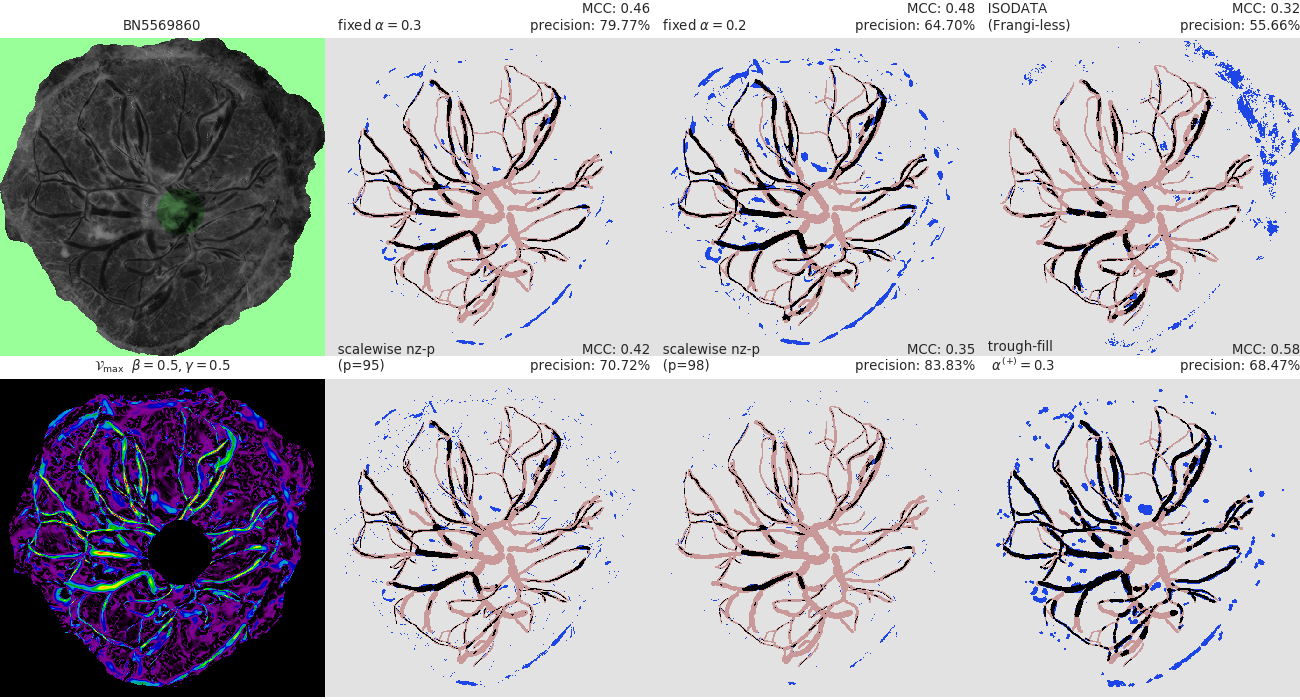 BN5569860
fixed α = 0.3
MCC: 0.46
precision: 79.77%
fixed α = 0.2
MCC: 0.48
precision: 64.70%
ISODATA
(Frangi-less)
MCC: 0.32
precision: 55.66%
𝒱max β = 0.5, γ = 0.5
scalewise nz-p
(p=95)
MCC: 0.42
precision: 70.72%
scalewise nz-p
(p=98)
MCC: 0.35
precision: 83.83%
trough-fill
α(+) = 0.3
MCC: 0.58
precision: 68.47%